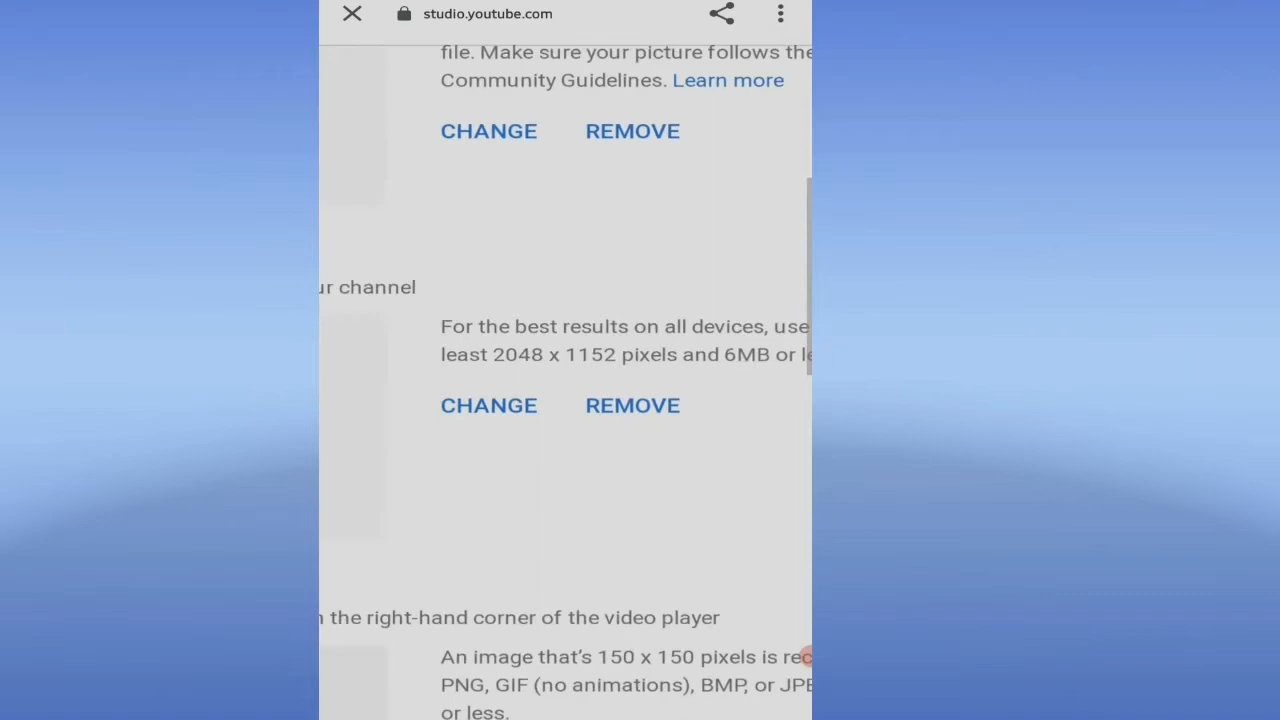 studio.youtube.com
file. Make sure your picture follows the
Community Guidelines. Learn more
CHANGE REMOVE
ur channel
For the best results on all devices, use
least 2048 x 1152 pixels and 6MB or le
CHANGE REMOVE
the right-hand corner of the video player
An image that's 150 x 150 pixels is rec
PNG, GIF (no animations), BMP, or JPE
or less.